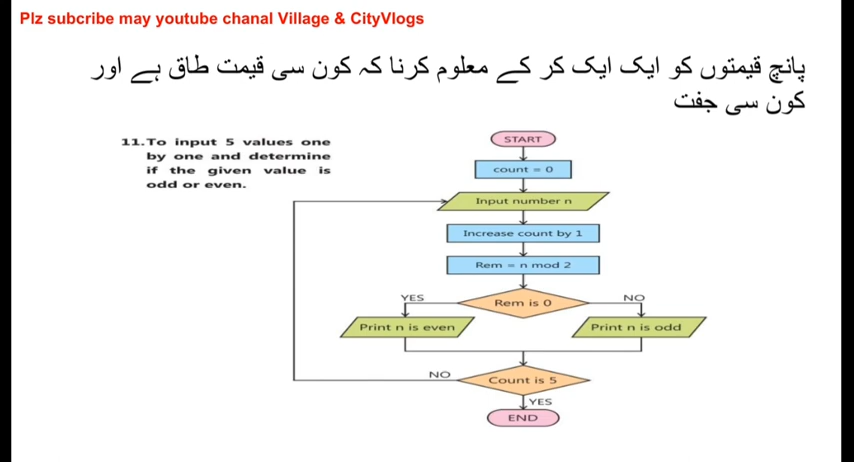 Plz subcribe may youtube chanal Village & CityVlogs
پانچ قیمتوں کو ایک ایک کر کے معلوم کرنا کہ کون سی قیمت طاق ہے اور
کون سی جفت
11.To input 5 values one
by one and determine
if the given value is
odd or even.
START
count = 0
Input number n
Increase count by 1
Rem = n mod 2
Rem is 0
YES
NO
Print n is even
Print n is odd
Count is 5
NO
YES
END